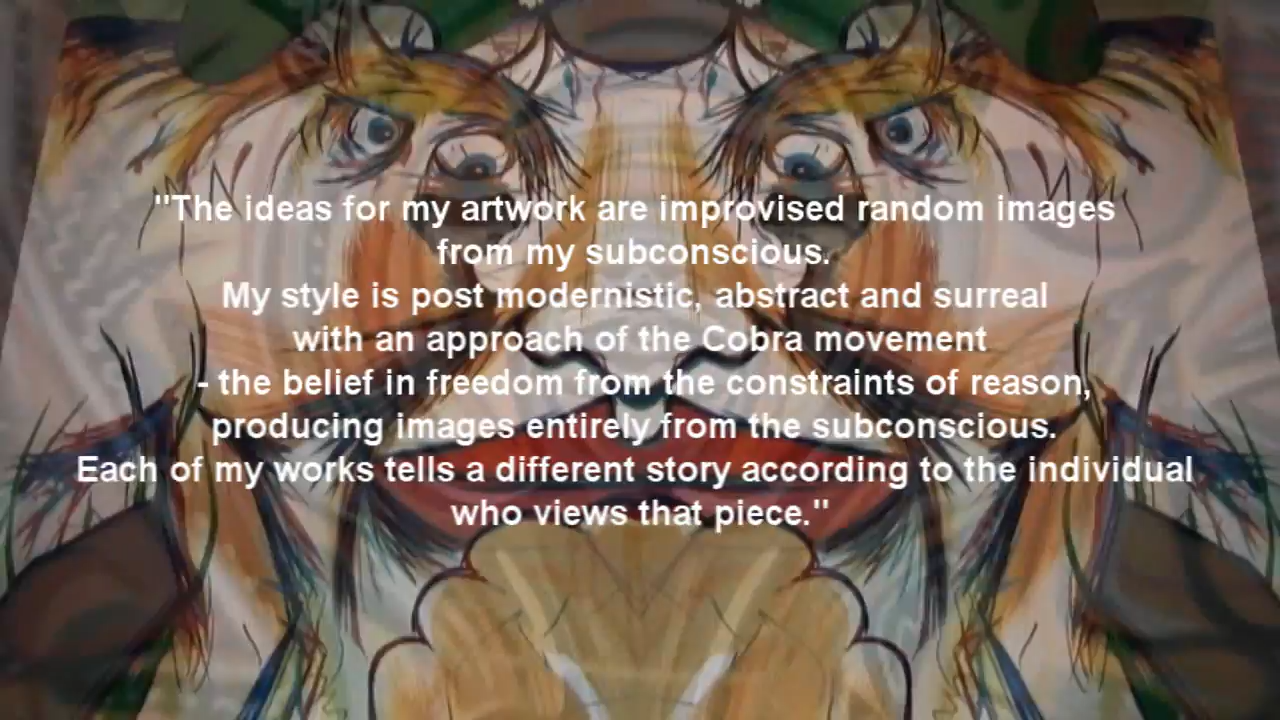 "The ideas for my artwork are improvised random images
from my subconscious.
My style is post modernistic, abstract and surreal
with an approach of the Cobra movement
- the belief in freedom from the constraints of reason,
producing images entirely from the subconscious.
Each of my works tells a different story according to the individual
who views that piece."